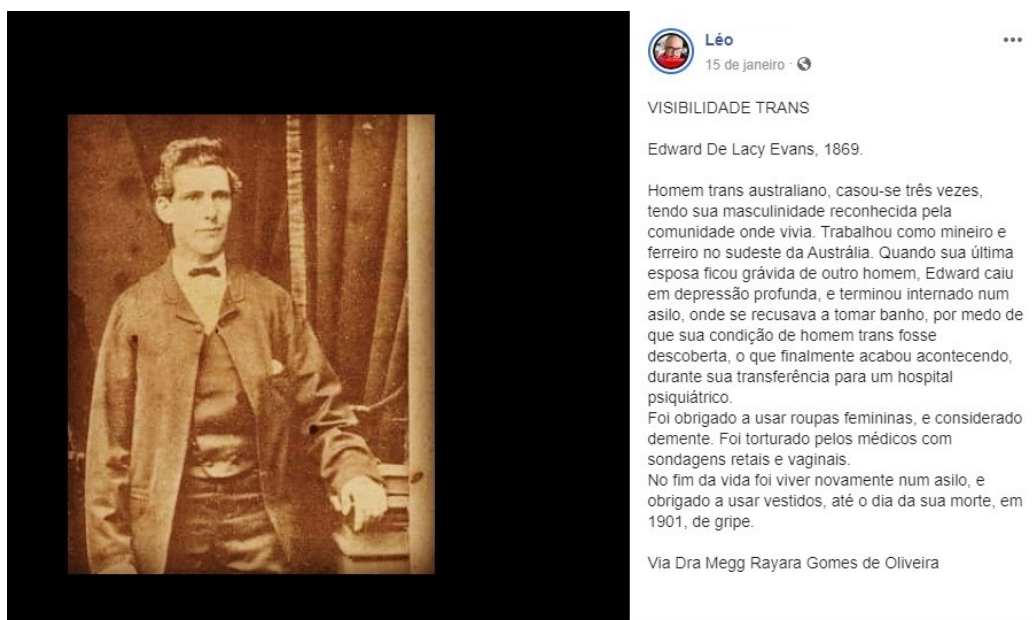 Léo
15 de janeiro ·
VISIBILIDADE TRANS
Edward De Lacy Evans, 1869.
Homem trans australiano, casou-se três vezes,
tendo sua masculinidade reconhecida pela
comunidade onde vivia. Trabalhou como mineiro e
ferreiro no sudeste da Austrália. Quando sua última
esposa ficou grávida de outro homem, Edward caiu
em depressão profunda, e terminou internado num
asilo, onde se recusava a tomar banho, por medo de
que sua condição de homem trans fosse
descoberta, o que finalmente acabou acontecendo,
durante sua transferência para um hospital
psiquiátrico.
Foi obrigado a usar roupas femininas, e considerado
demente. Foi torturado pelos médicos com
sondagens retais e vaginais.
No fim da vida foi viver novamente num asilo, e
obrigado a usar vestidos, até o dia da sua morte, em
1901, de gripe.
Via Dra Megg Rayara Gomes de Oliveira